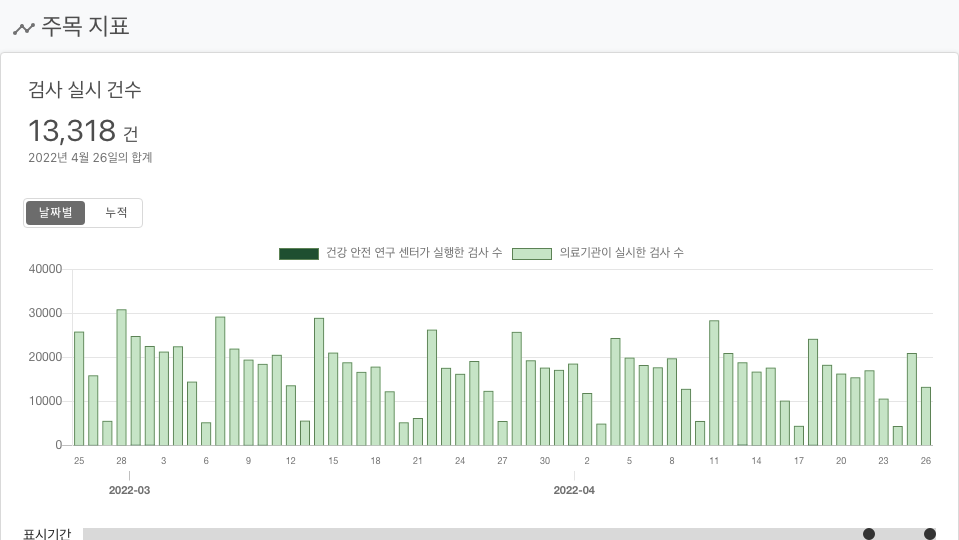 주목 지표
검사 실시 건수
13,318 건
2022년 4월 26일의 합계
날짜별 누적
건강 안전 연구 센터가 실행한 검사 수 의료기관이 실시한 검사 수
40000
30000
20000
10000
0
25 28 3 6 9 12 15 18 21 24 27 30 2 5 8 11 14 17 20 23 26
2022-03 2022-04
표시기간